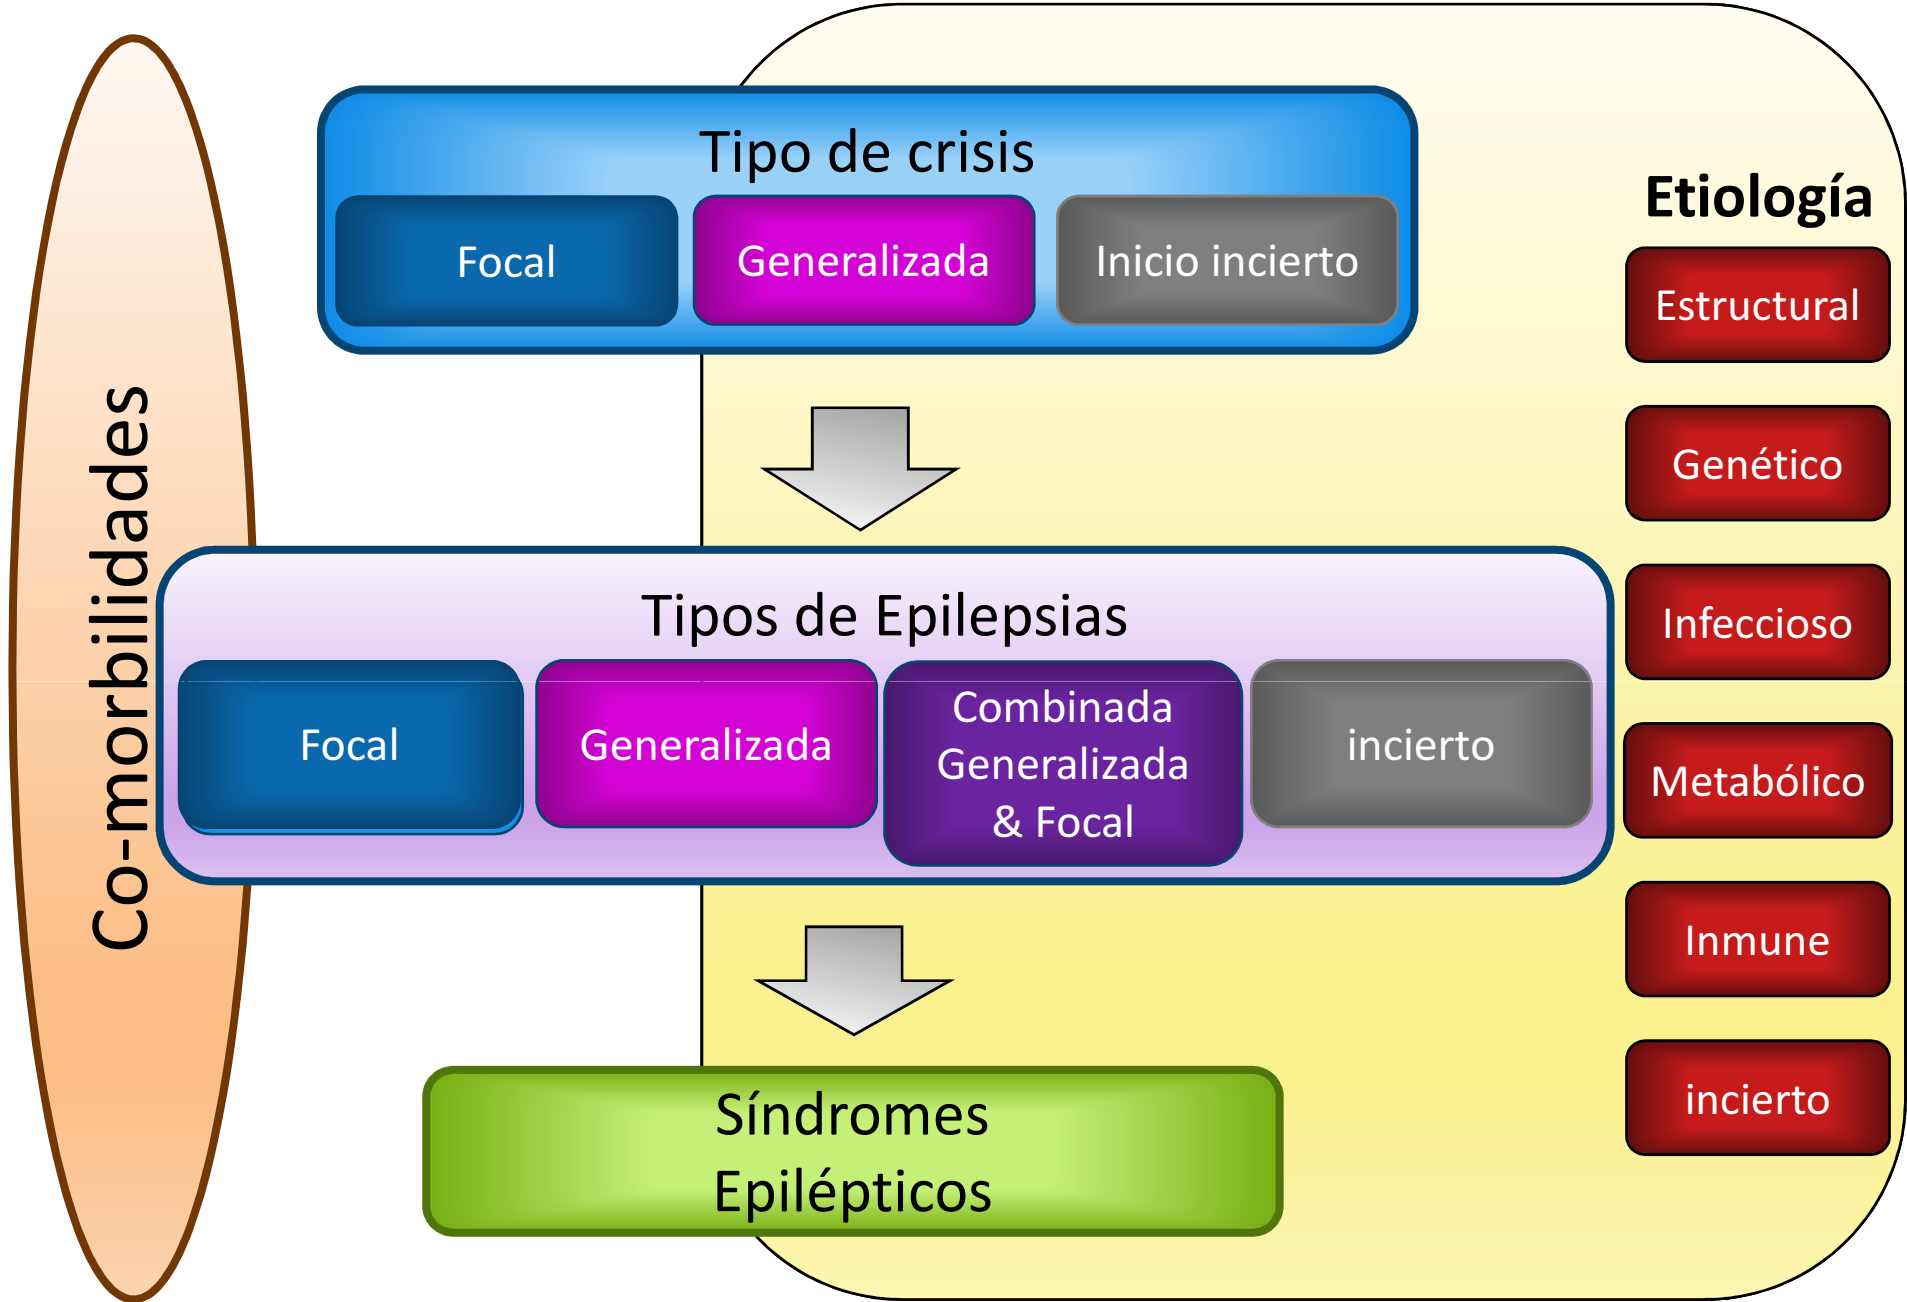 Co-morbilidades
Tipo de crisis
Focal
Generalizada
Inicio incierto
Tipos de Epilepsias
Focal
Generalizada
Combinada
Generalizada
& Focal
incierto
Síndromes
Epilépticos
Etiología
Estructural
Genético
Infeccioso
Metabólico
Inmune
incierto